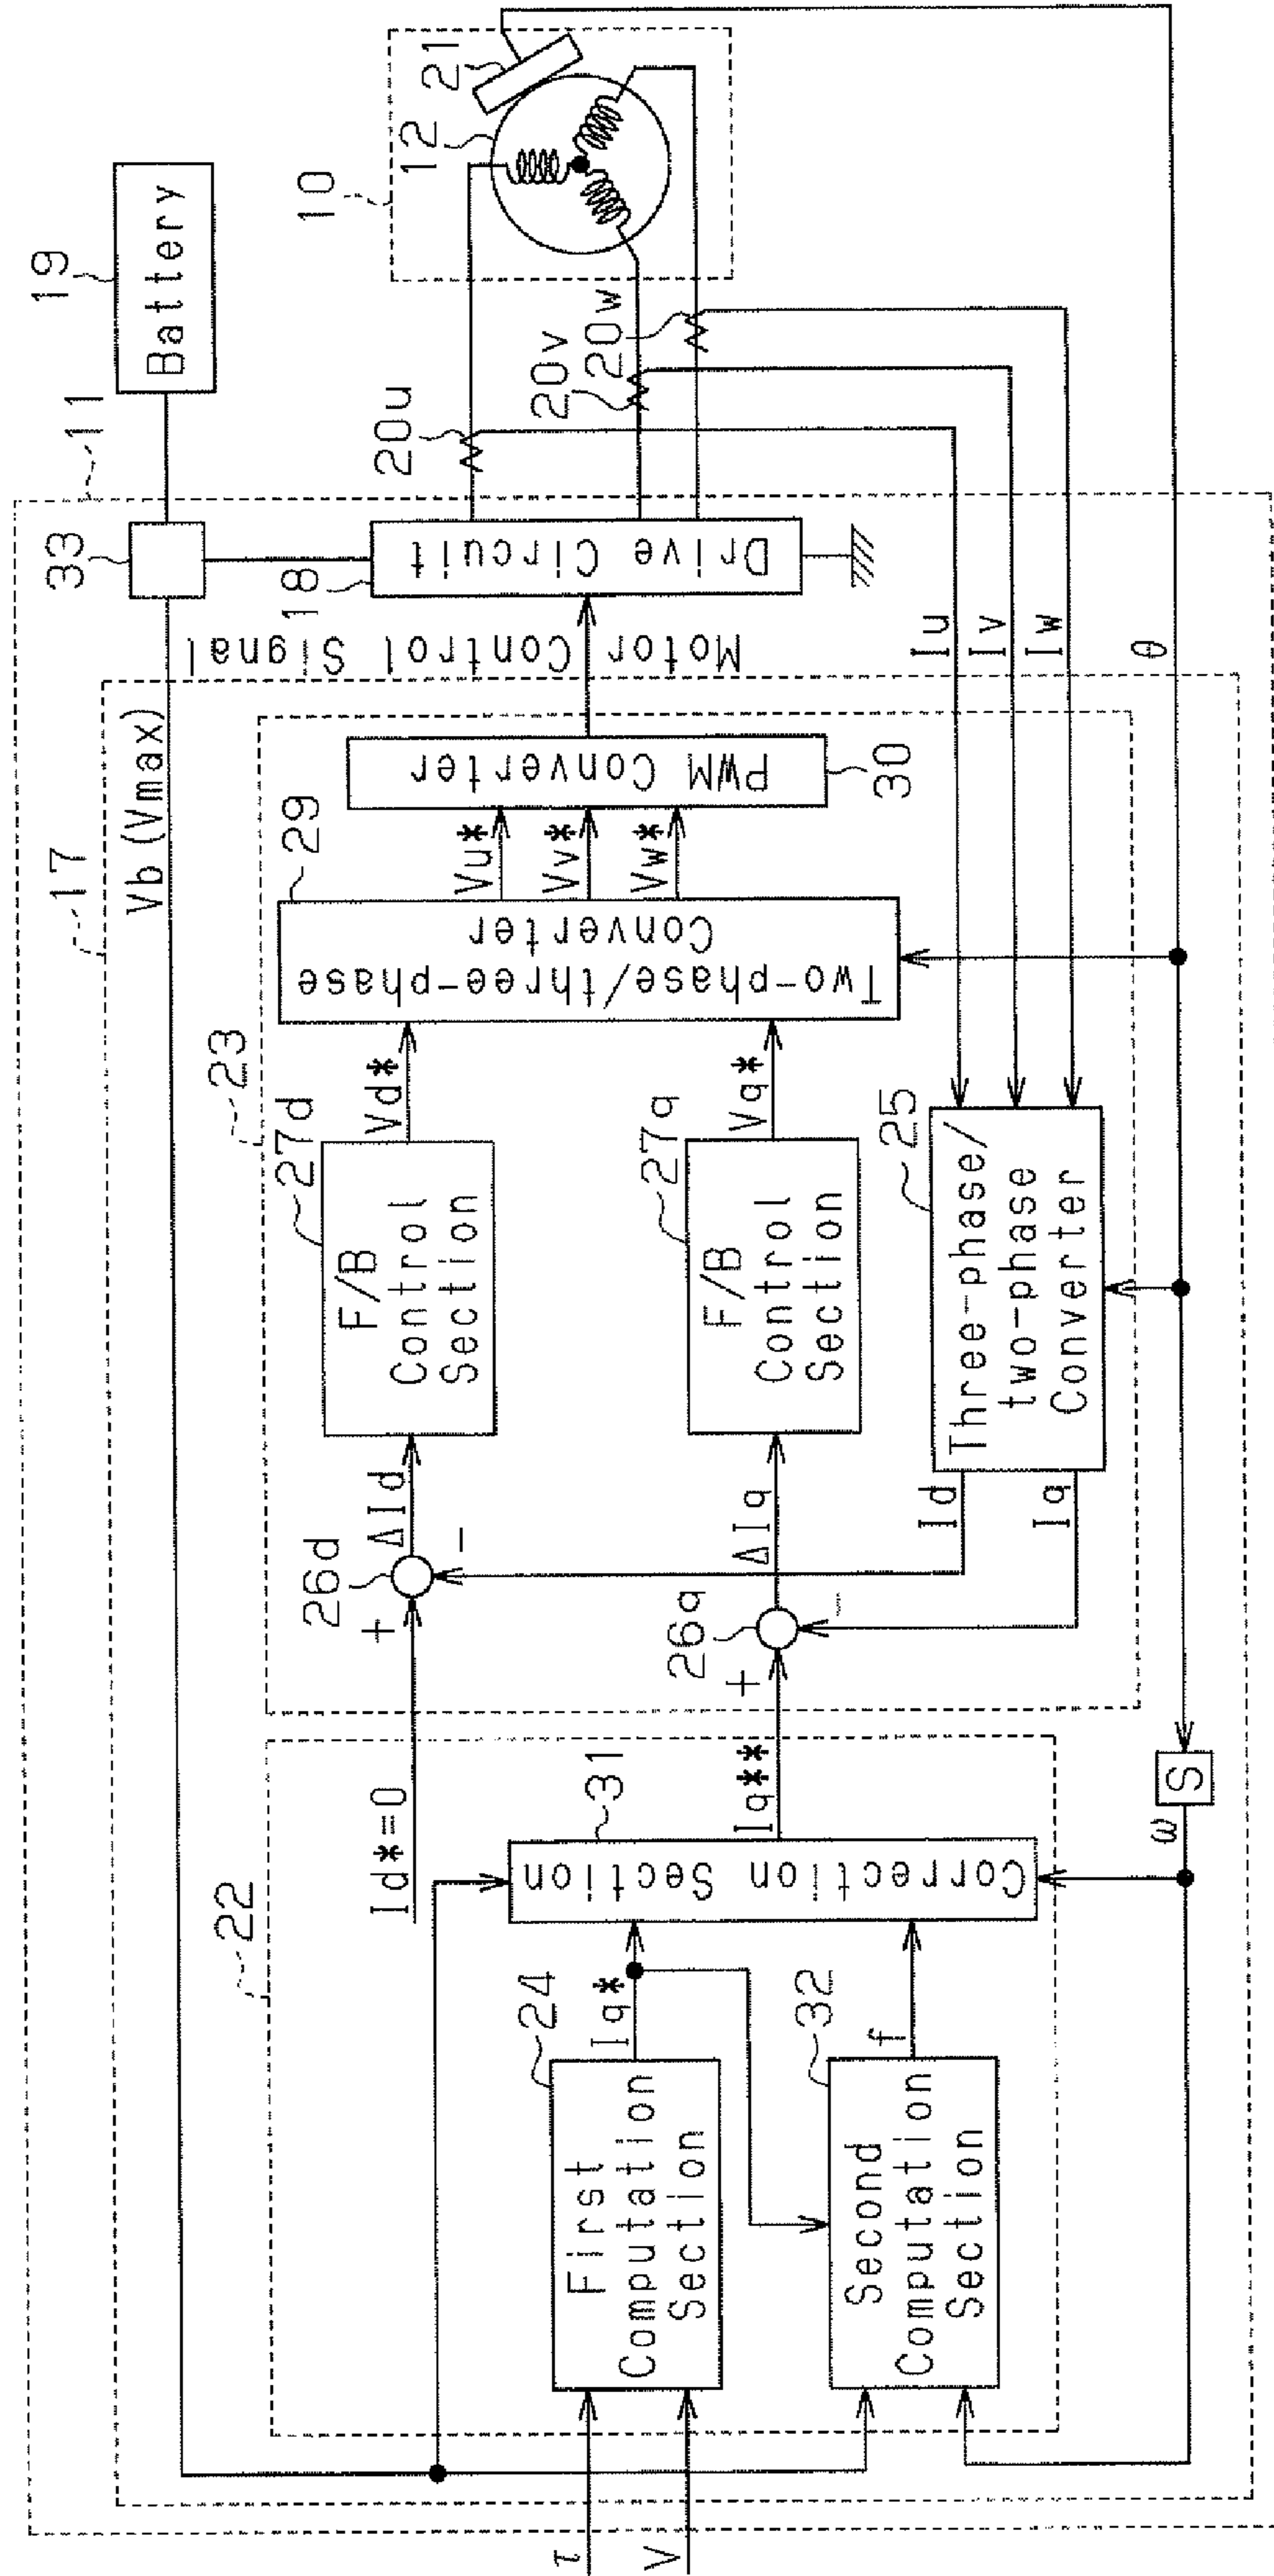 11
19
Battery
33
17
Vb (Vmax)
10
12
21
18
Drive Circuit
Motor Control Signal
20u
20v
20w
23
29
Two-phase/three-phase
Converter
Vu*
Vv*
Vw*
PWM Converter
30
22
Id*=0
+
26d
−
ΔId
27d
F/B
Control
Section
Vd*
τ
V
24
First
Computation
Section
Iq*
31
Correction Section
Iq**
+
26q
−
ΔIq
27q
F/B
Control
Section
Vq*
32
Second
Computation
Section
f
Id
Iq
25
Three-phase/
two-phase
Converter
Iu
Iv
Iw
ω
S
θ